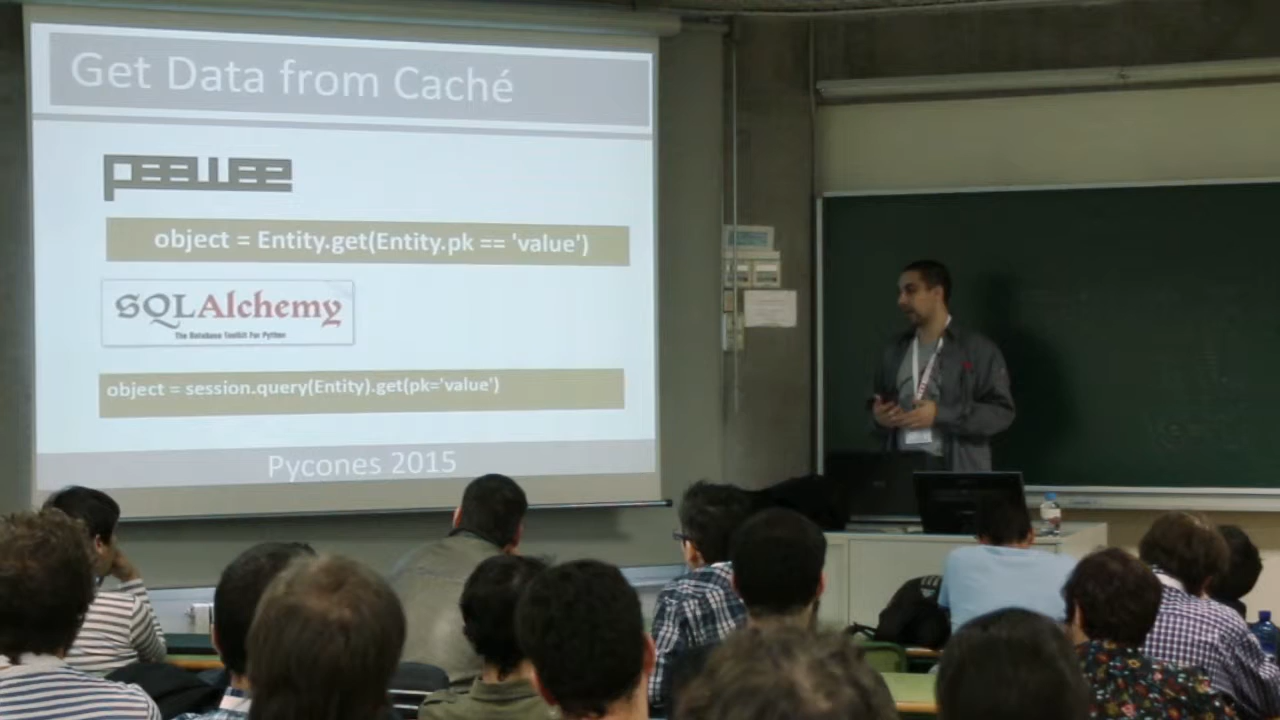 Get Data from Caché
peewee
object = Entity.get(Entity.pk == 'value')
SQLAlchemy
The Database Toolkit For Python
object = session.query(Entity).get(pk='value')
Pycones 2015